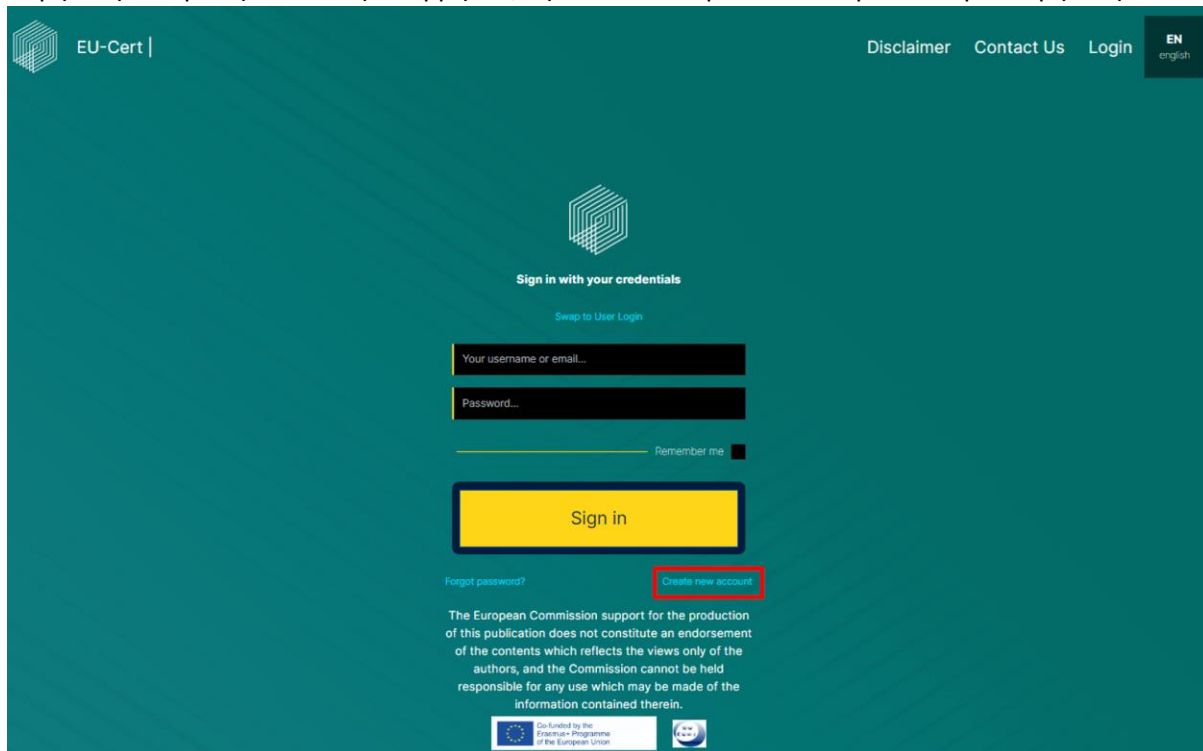 EU-Cert |
Disclaimer Contact Us Login
EN
english
Sign in with your credentials
Swap to User Login
Your username or email...
Password...
Remember me
Sign in
Forgot password? Create new account
The European Commission support for the production
of this publication does not constitute an endorsement
of the contents which reflects the views only of the
authors, and the Commission cannot be held
responsible for any use which may be made of the
information contained therein.
Co-funded by the
Erasmus+ Programme
of the European Union